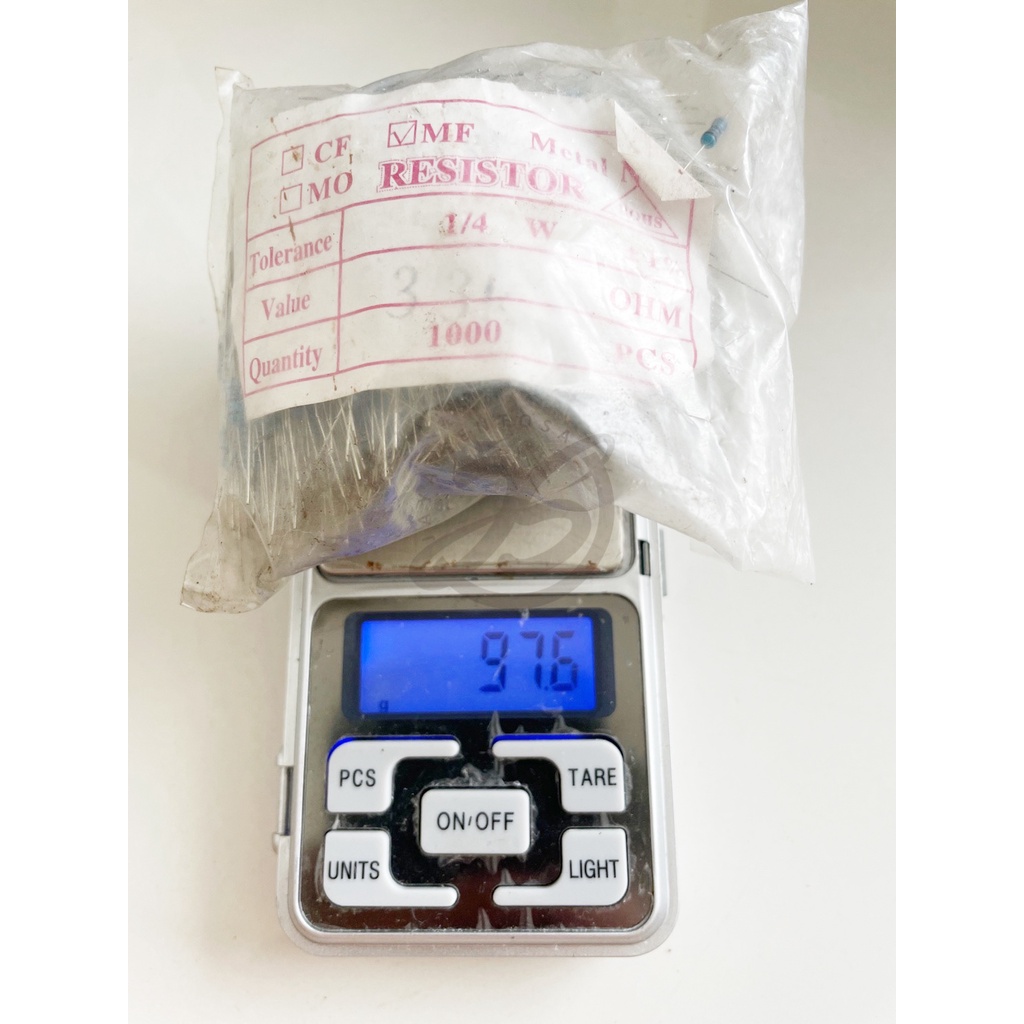 CF MF Metal
MO RESISTOR
1/4 W
Tolerance
Value OHM
Quantity 1000 PCS
97.6
g
PCS TARE
ON/OFF
UNITS LIGHT